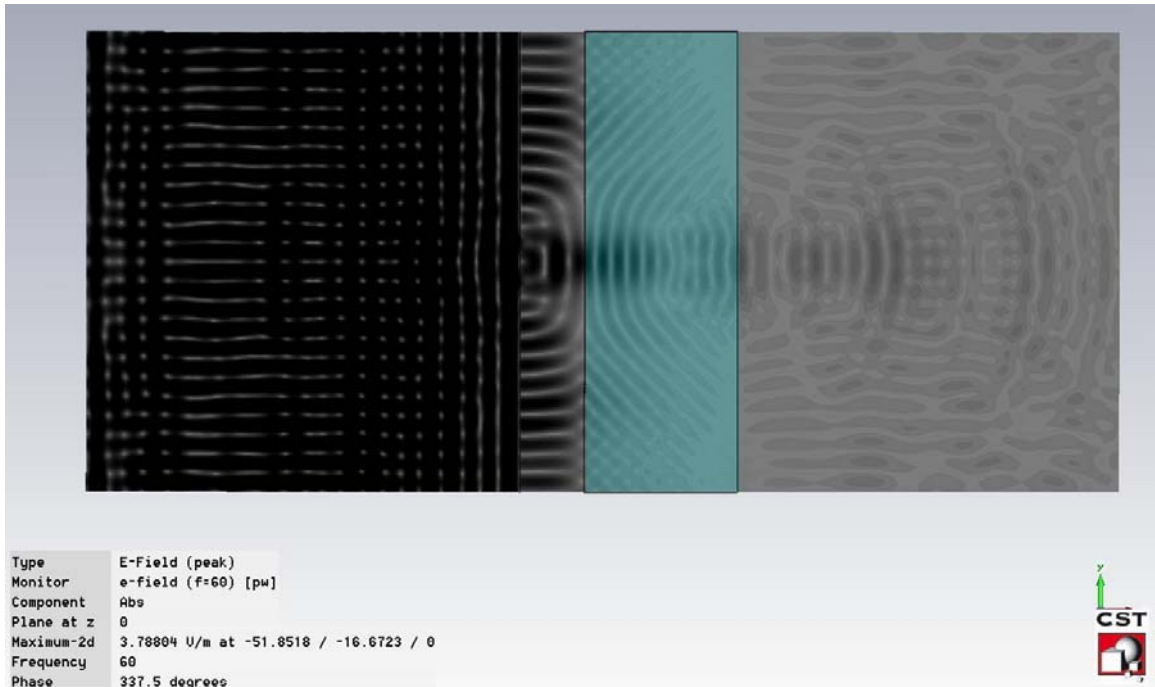 Type E-Field (peak)
Monitor e-field (f=60) [pw]
Component Abs
Plane at z 0
Maximum-2d 3.78804 V/m at -51.8518 / -16.6723 / 0
Frequency 60
Phase 337.5 degrees
y
CST